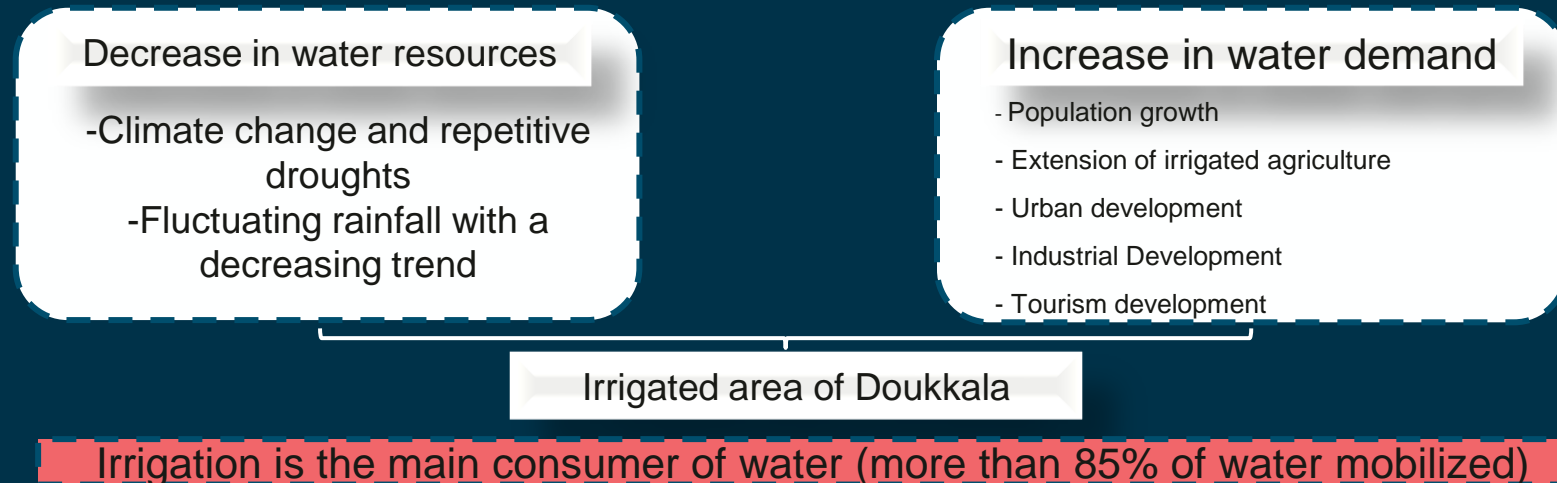 Decrease in water resources
-Climate change and repetitive
droughts
-Fluctuating rainfall with a
decreasing trend
Increase in water demand
- Population growth
- Extension of irrigated agriculture
- Urban development
- Industrial Development
- Tourism development
Irrigated area of Doukkala
Irrigation is the main consumer of water (more than 85% of water mobilized)